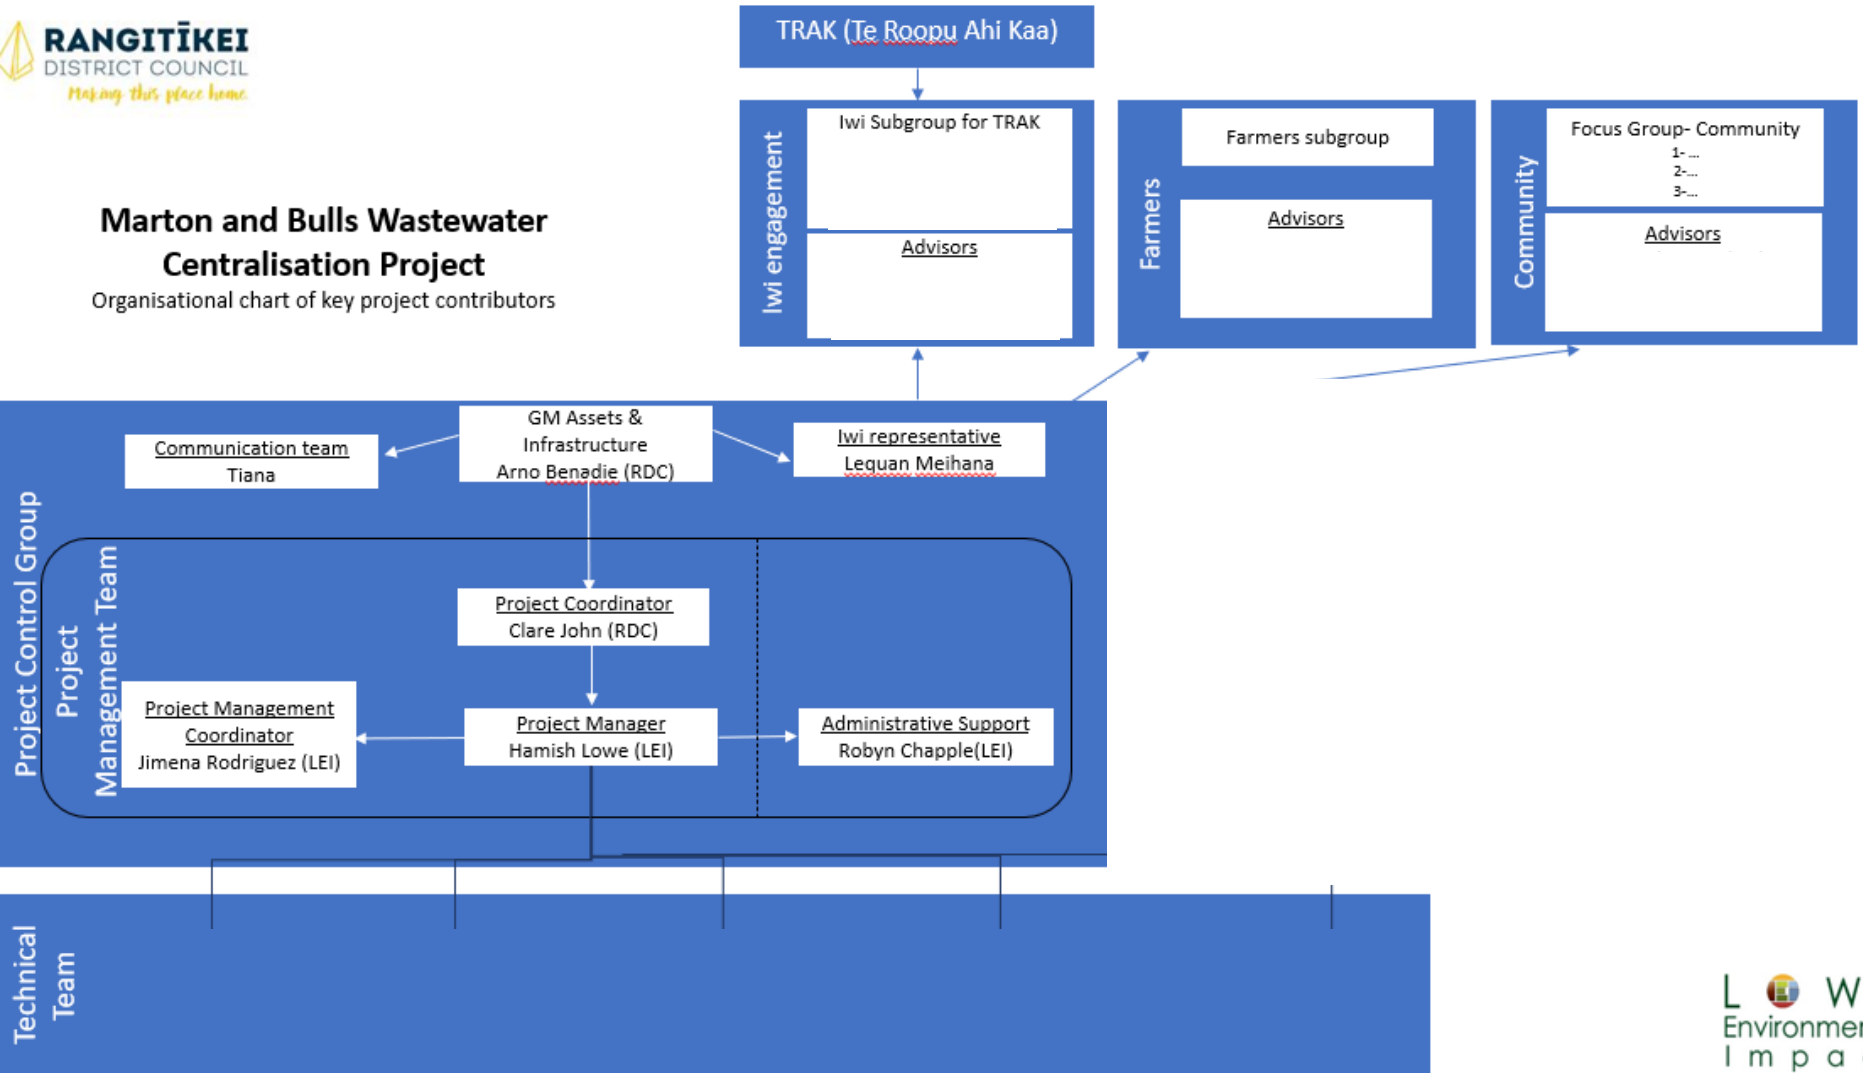 RANGITĪKEI
DISTRICT COUNCIL
Making this place home
Marton and Bulls Wastewater
Centralisation Project
Organisational chart of key project contributors
TRAK (Te Roopu Ahi Kaa)
Iwi engagement
Iwi Subgroup for TRAK
Advisors
Farmers
Farmers subgroup
Advisors
Community
Focus Group- Community
1- ...
2-...
3-...
Advisors
Project Control Group
Communication team
Tiana
GM Assets &
Infrastructure
Arno Benadie (RDC)
Iwi representative
Lequan Meihana
Project
Management Team
Project Coordinator
Clare John (RDC)
Project Management
Coordinator
Jimena Rodriguez (LEI)
Project Manager
Hamish Lowe (LEI)
Administrative Support
Robyn Chapple(LEI)
Technical
Team
L W
Environmen
Impa